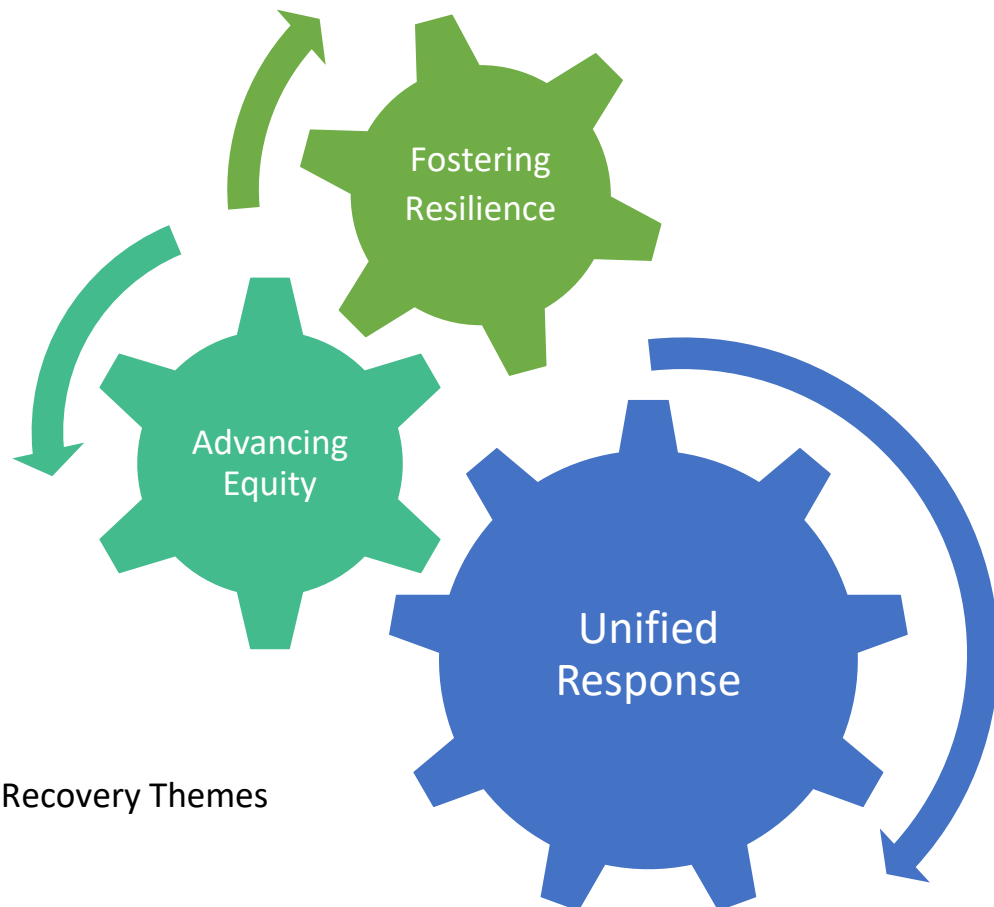 Fostering
Resilience
Advancing
Equity
Unified
Response
Recovery Themes